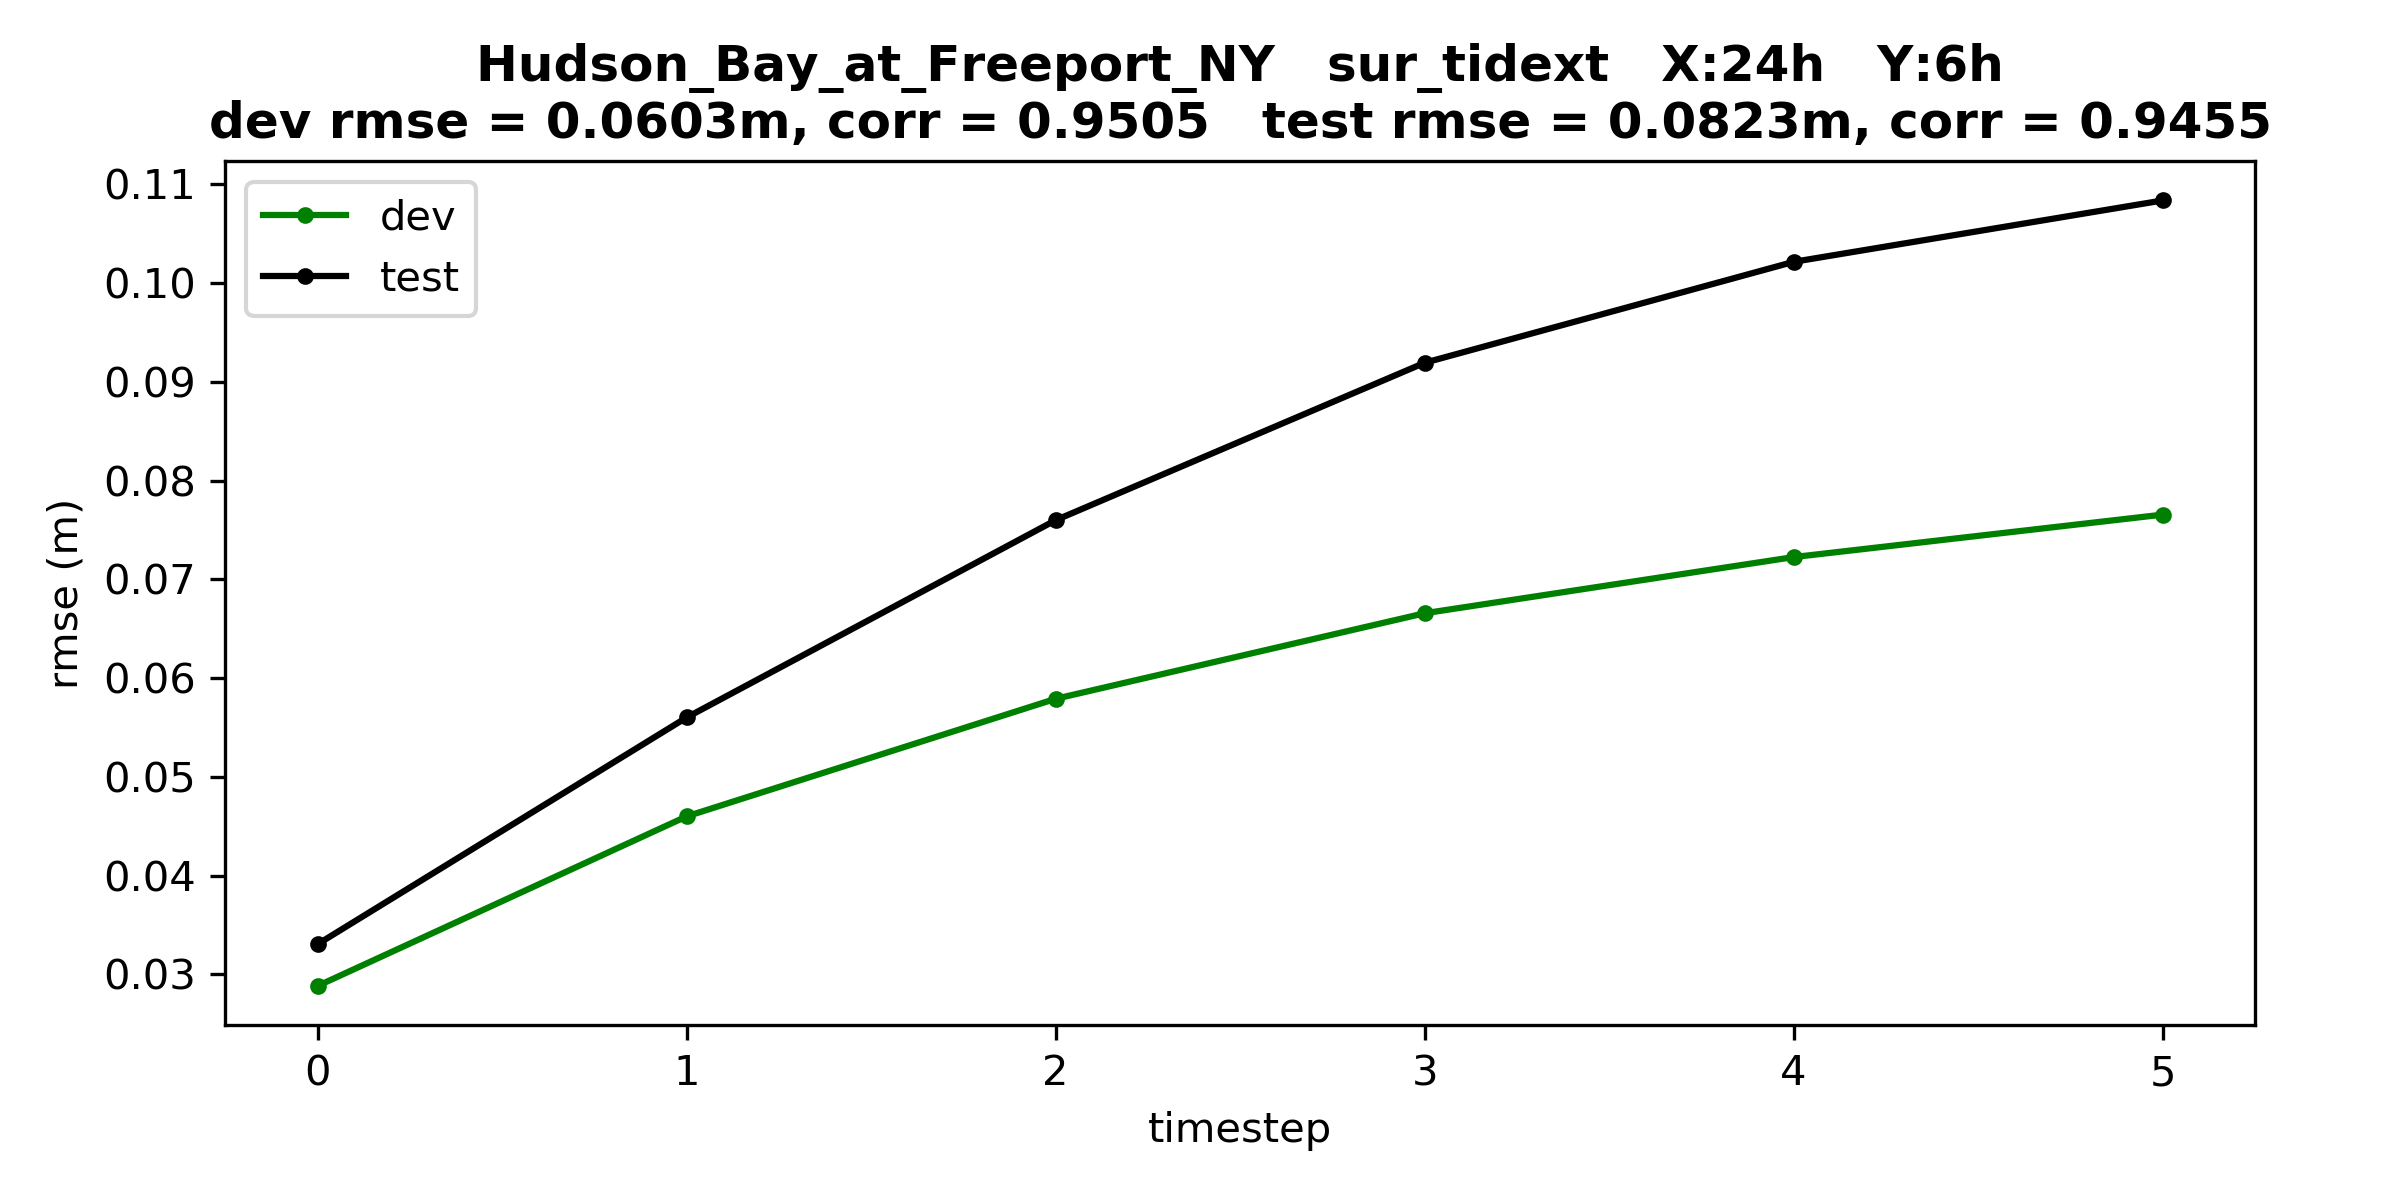 Hudson_Bay_at_Freeport_NY sur_tidext X:24h Y:6h
dev rmse = 0.0603m, corr = 0.9505 test rmse = 0.0823m, corr = 0.9455
dev
test
rmse (m)
0.11
0.10
0.09
0.08
0.07
0.06
0.05
0.04
0.03
0 1 2 3 4 5
timestep